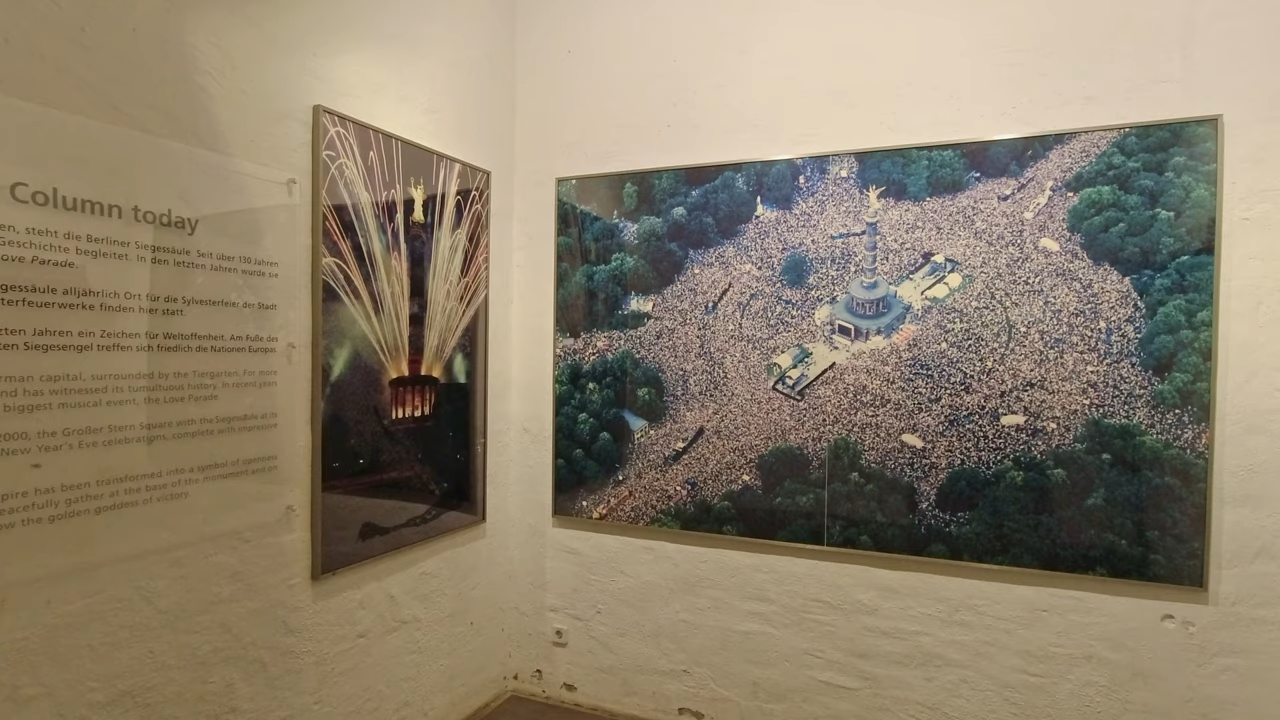 Column today
en, steht die Berliner Siegessäule. Seit über 130 Jahren
Geschichte begleitet. In den letzten Jahren wurde sie
ove Parade.
gessäule alljährlich Ort für die Sylvesterfeier der Stadt
terfeuerwerke finden hier statt.
zten Jahren ein Zeichen für Weltoffenheit. Am Fuße des
ten Siegesengel treffen sich friedlich die Nationen Europas.
rman capital, surrounded by the Tiergarten. For more
nd has witnessed its tumultuous history. In recent years
biggest musical event, the Love Parade.
2000, the Großer Stern Square with the Siegessäule at its
New Year's Eve celebrations, complete with impressive
pire has been transformed into a symbol of openness
eacefully gather at the base of the monument and on
ow the golden goddess of victory.